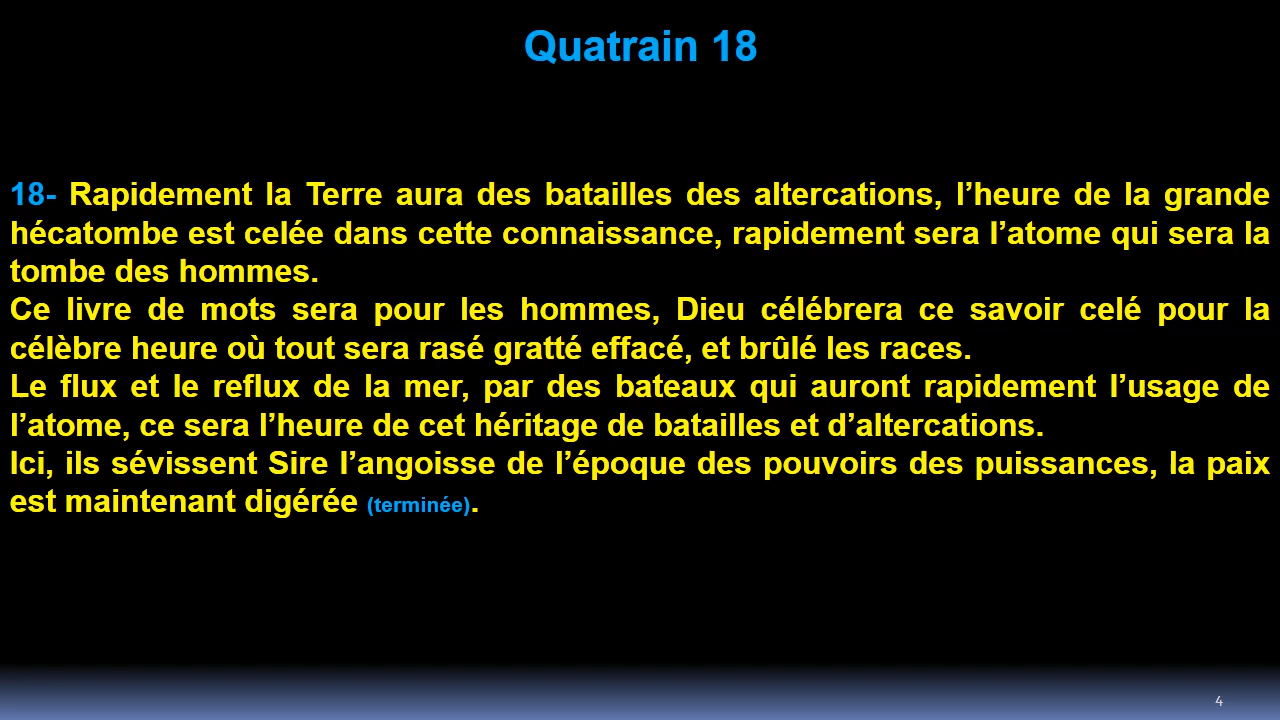 Quatrain 18
18- Rapidement la Terre aura des batailles des altercations, l’heure de la grande
hécatombe est celée dans cette connaissance, rapidement sera l’atome qui sera la
tombe des hommes.
Ce livre de mots sera pour les hommes, Dieu célébrera ce savoir celé pour la
célèbre heure où tout sera rasé gratté effacé, et brûlé les races.
Le flux et le reflux de la mer, par des bateaux qui auront rapidement l’usage de
l’atome, ce sera l’heure de cet héritage de batailles et d’altercations.
Ici, ils sévissent Sire l’angoisse de l’époque des pouvoirs des puissances, la paix
est maintenant digérée (terminée).
4